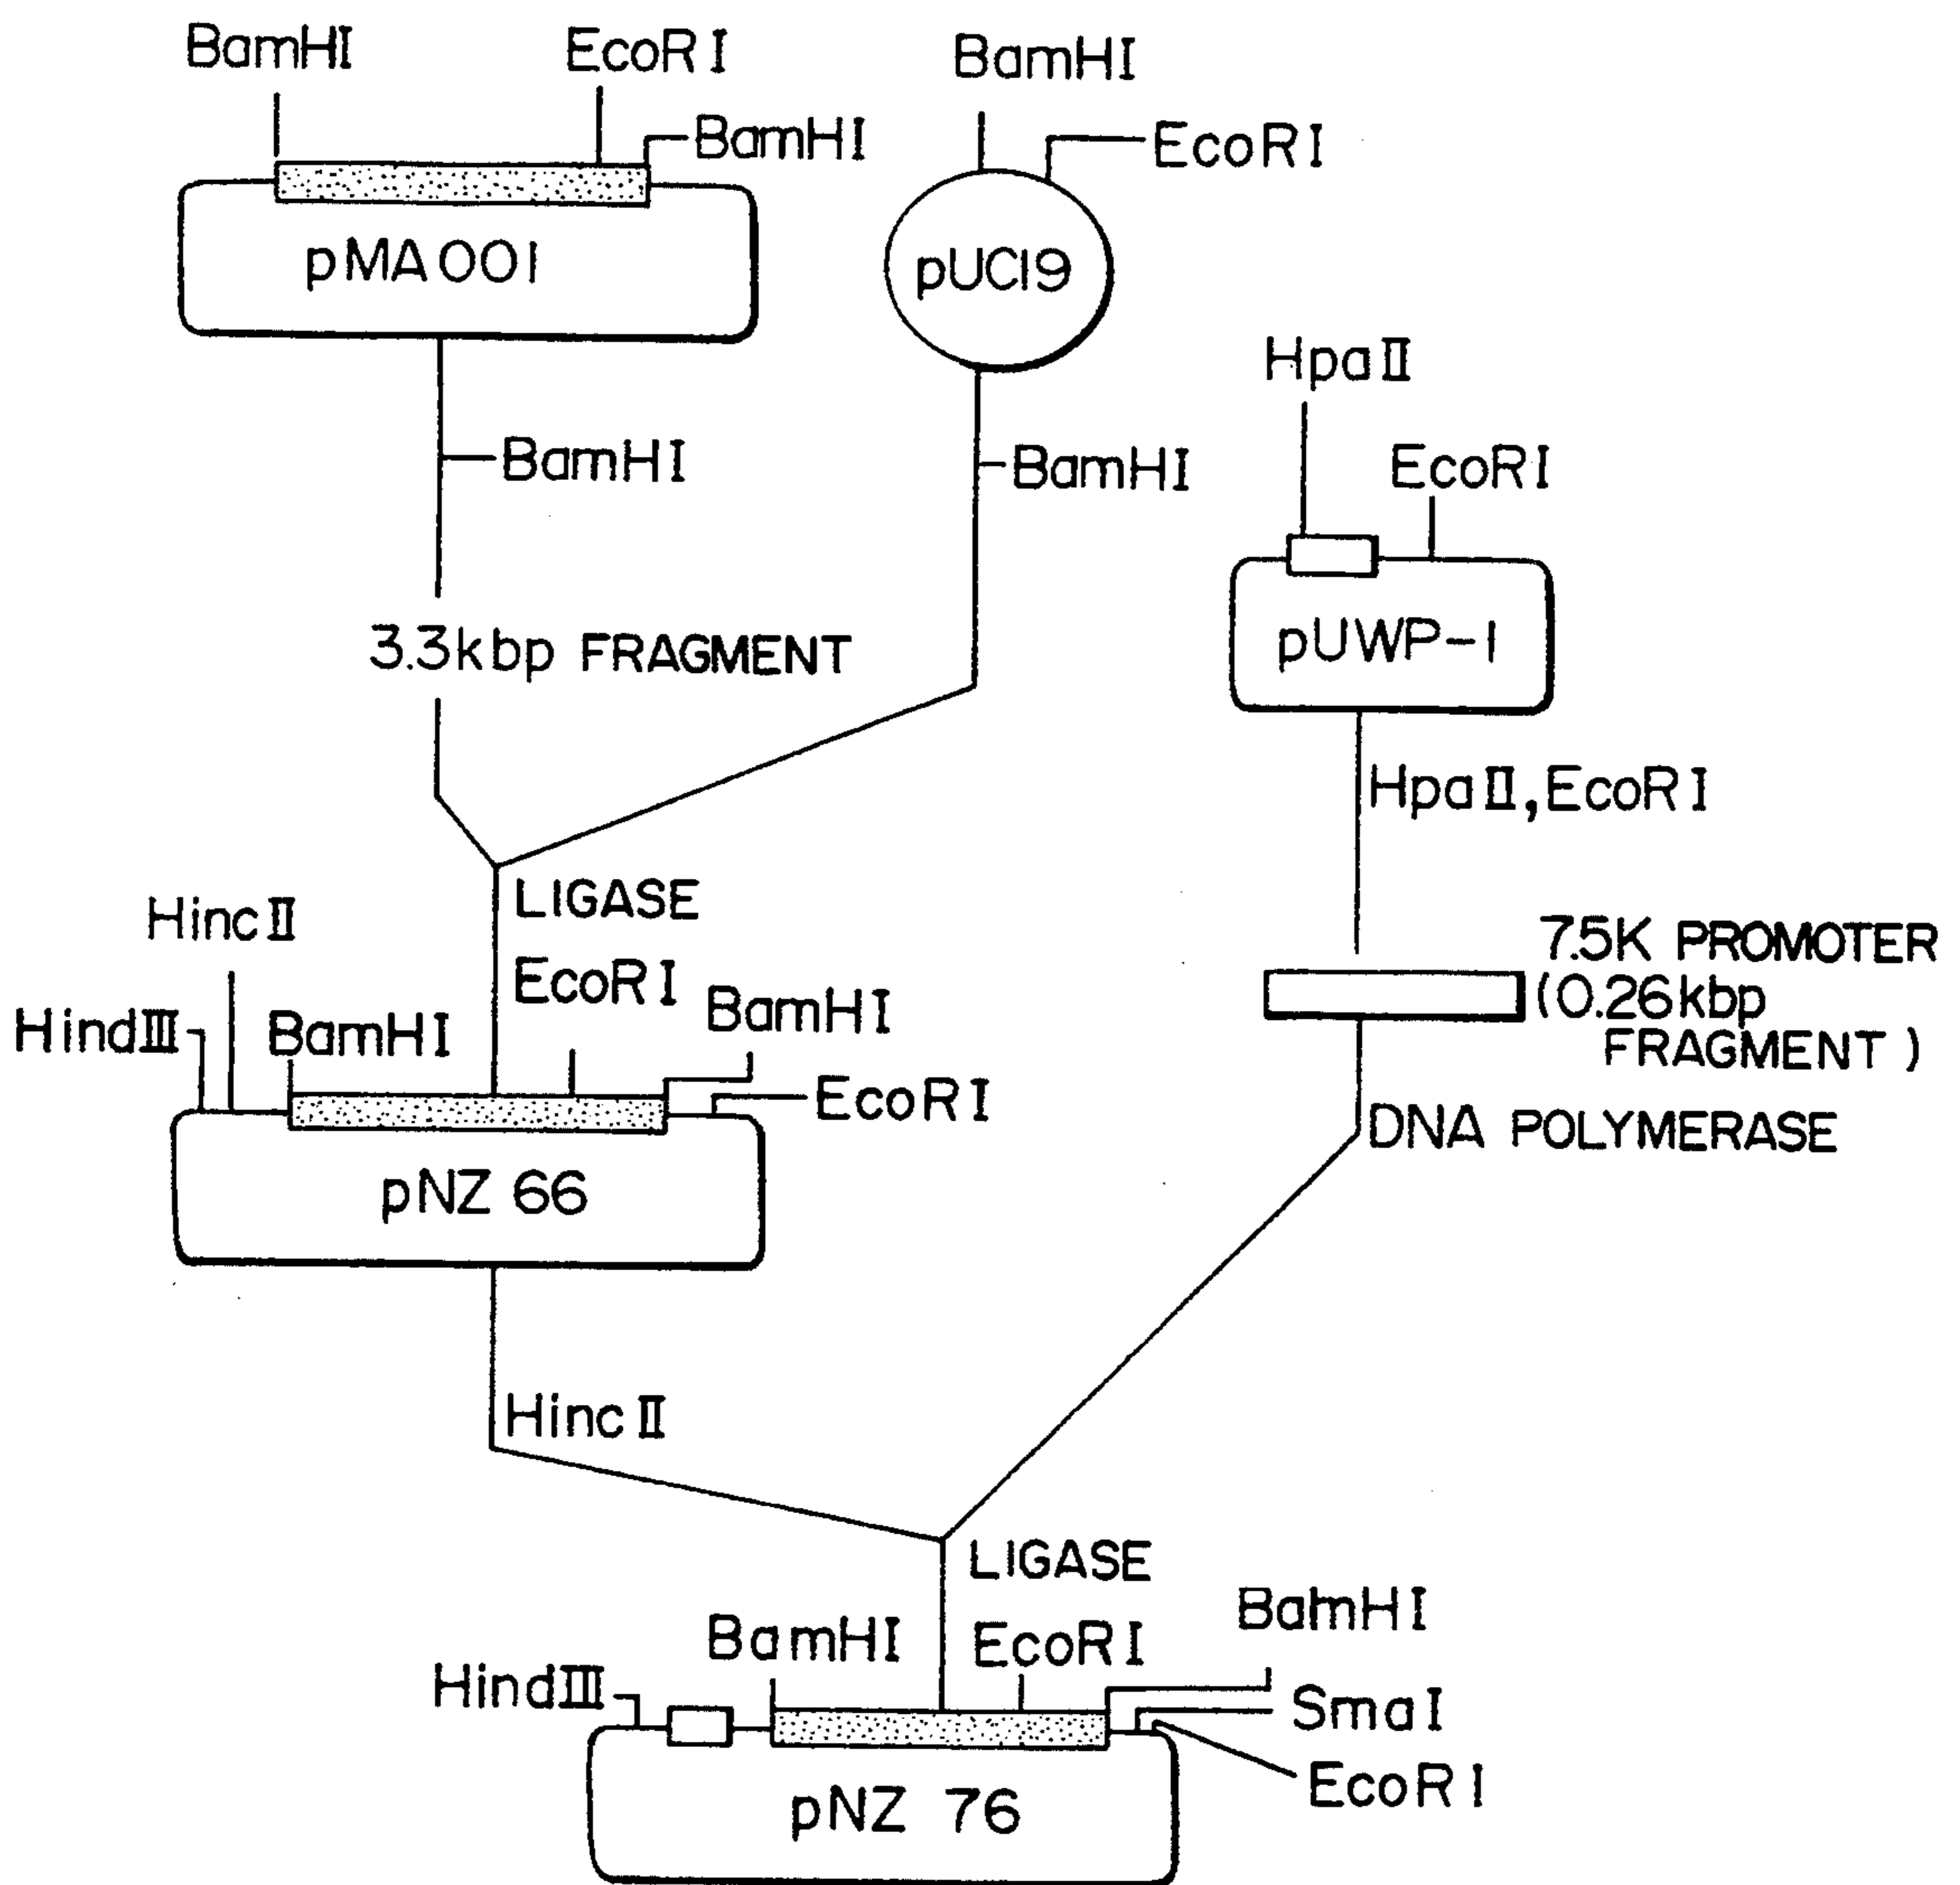 BamHI
EcoRI
BamHI
BamHI
EcoRI
pMA001
pUC19
HpaII
EcoRI
BamHI
BamHI
pUWP-1
3.3kbp FRAGMENT
HpaII, EcoRI
LIGASE
HincII
7.5K PROMOTER
(0.26kbp
FRAGMENT)
EcoRI
BamHI
HindIII
BamHI
EcoRI
DNA POLYMERASE
pNZ 66
HincII
LIGASE
BamHI
BamHI
EcoRI
HindIII
SmaI
EcoRI
pNZ 76